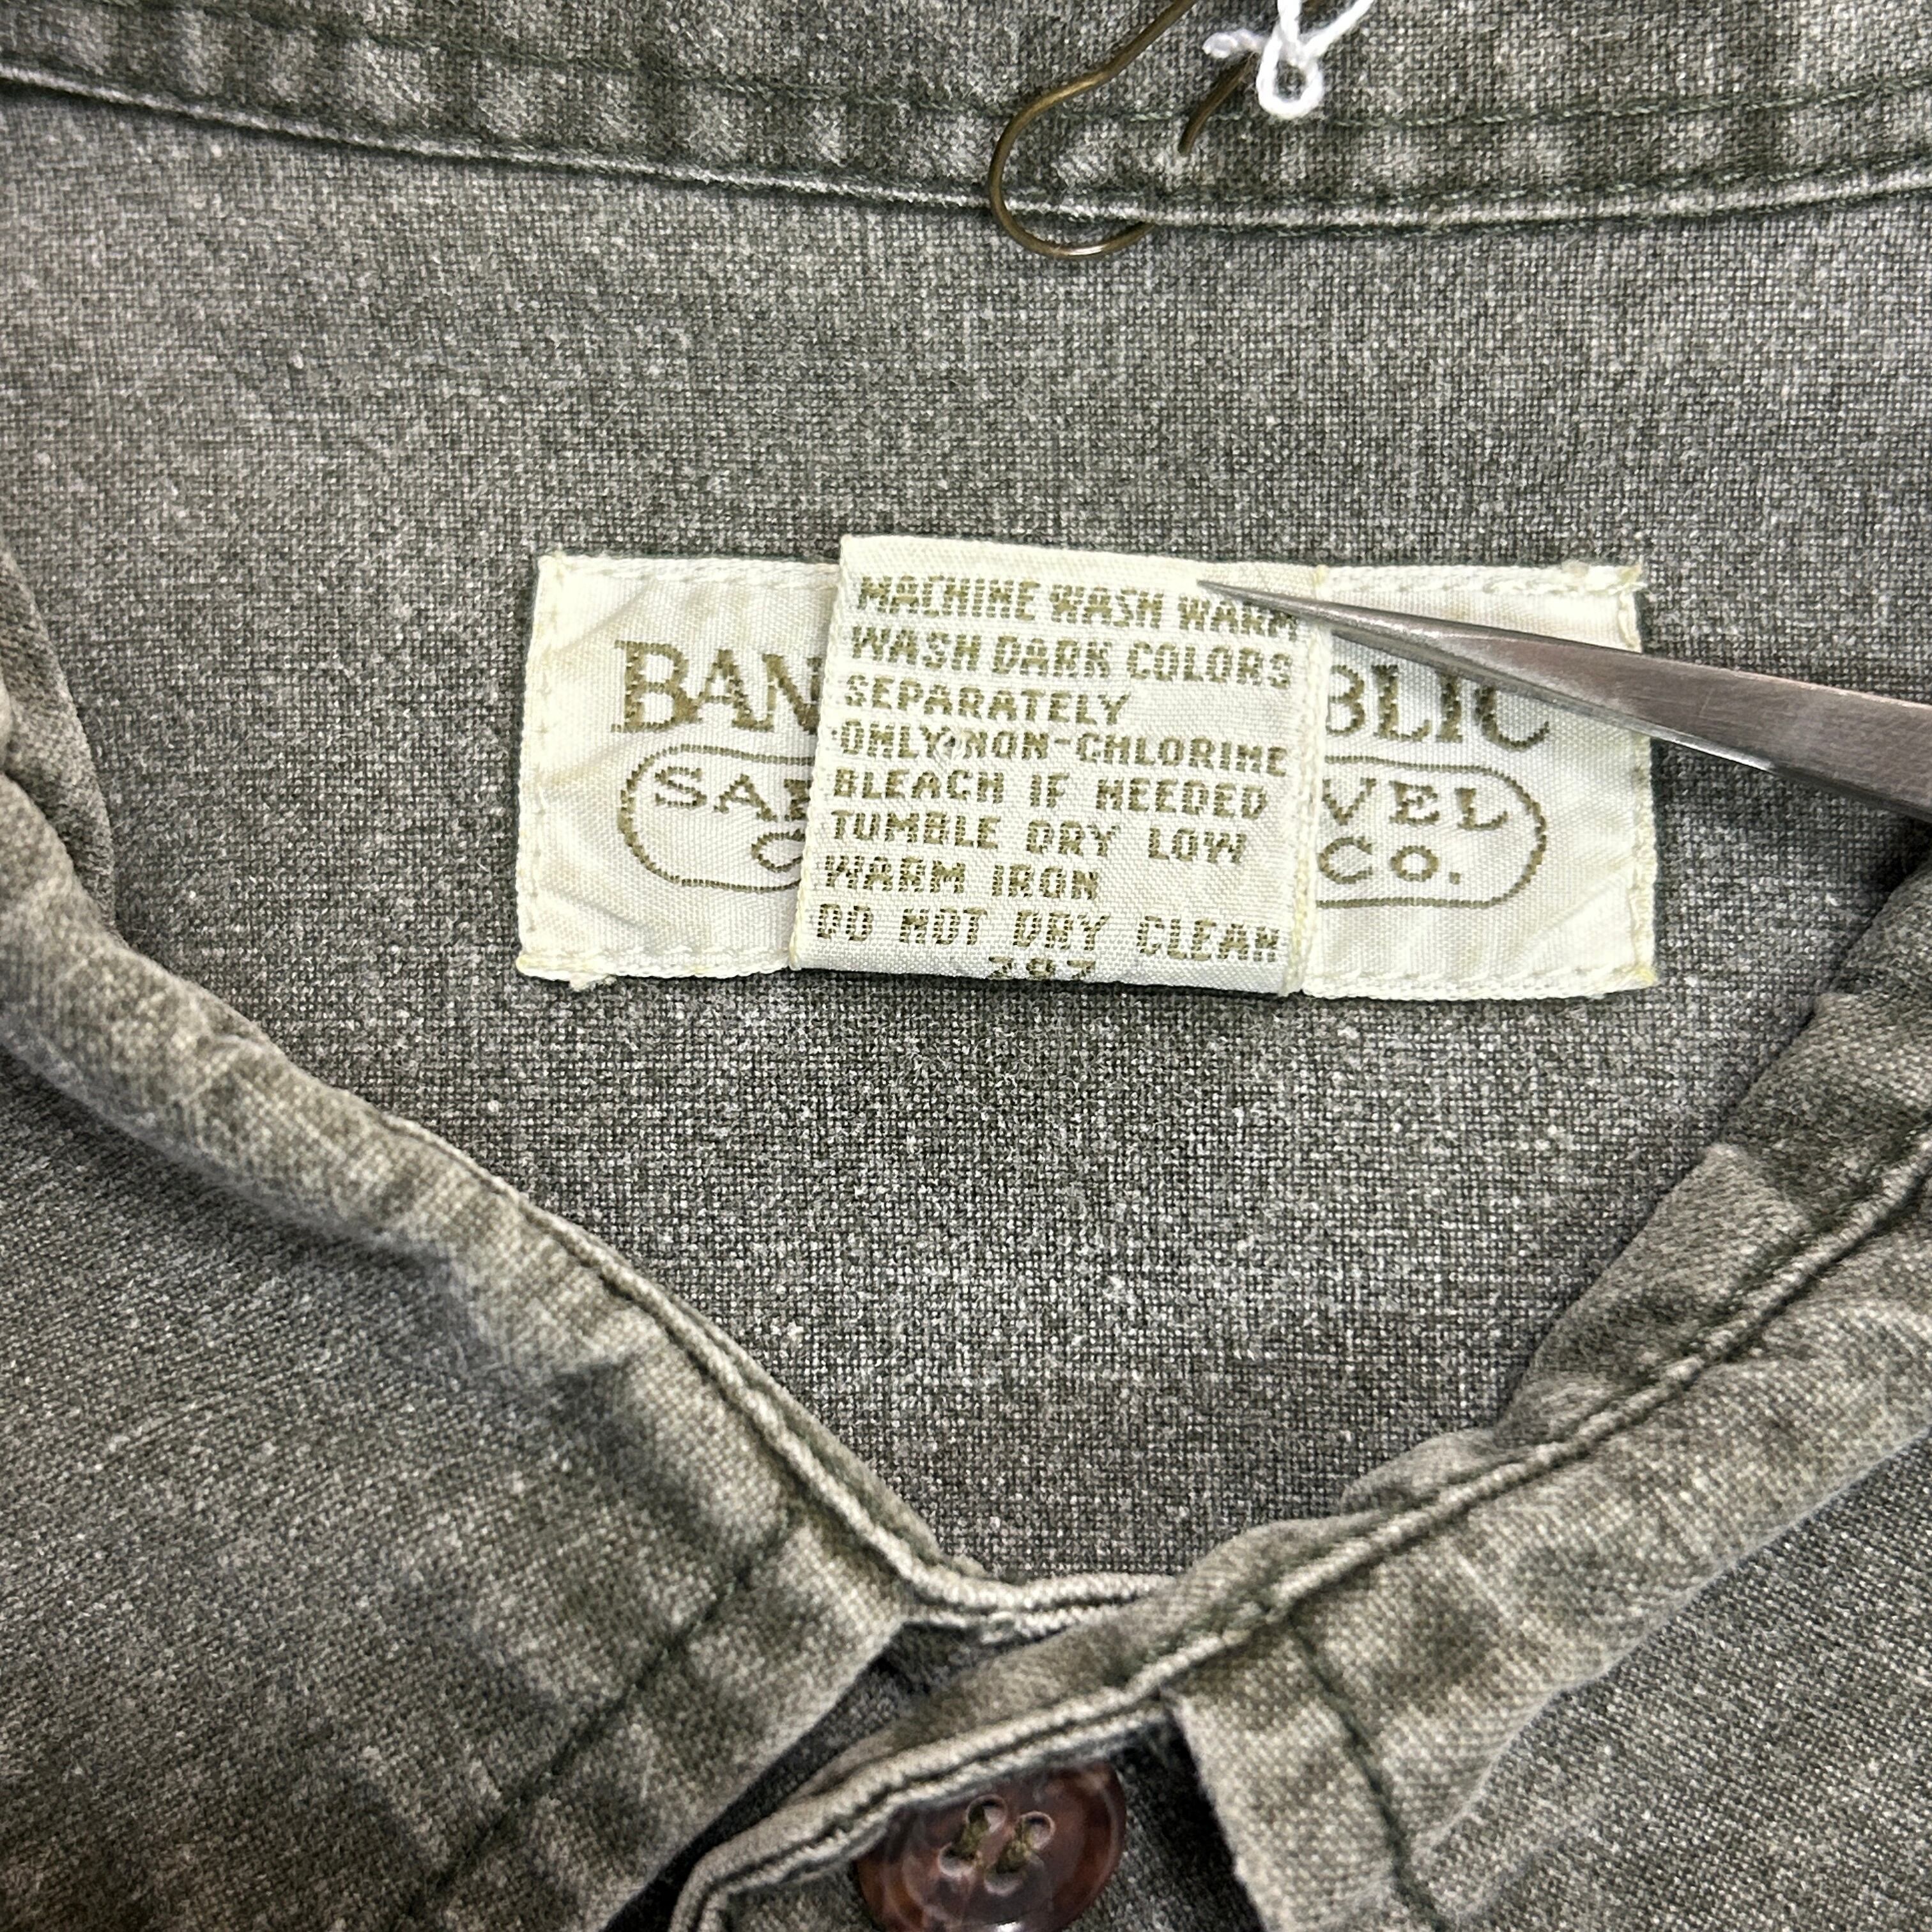 MACHINE WASH WARM
WASH DARK COLORS
SEPARATELY
ONLY NON-CHLORINE
BLEACH IF NEEDED
TUMBLE DRY LOW
WARM IRON
DO NOT DRY CLEAN
BAN BLIC
SA VEL
C CO.